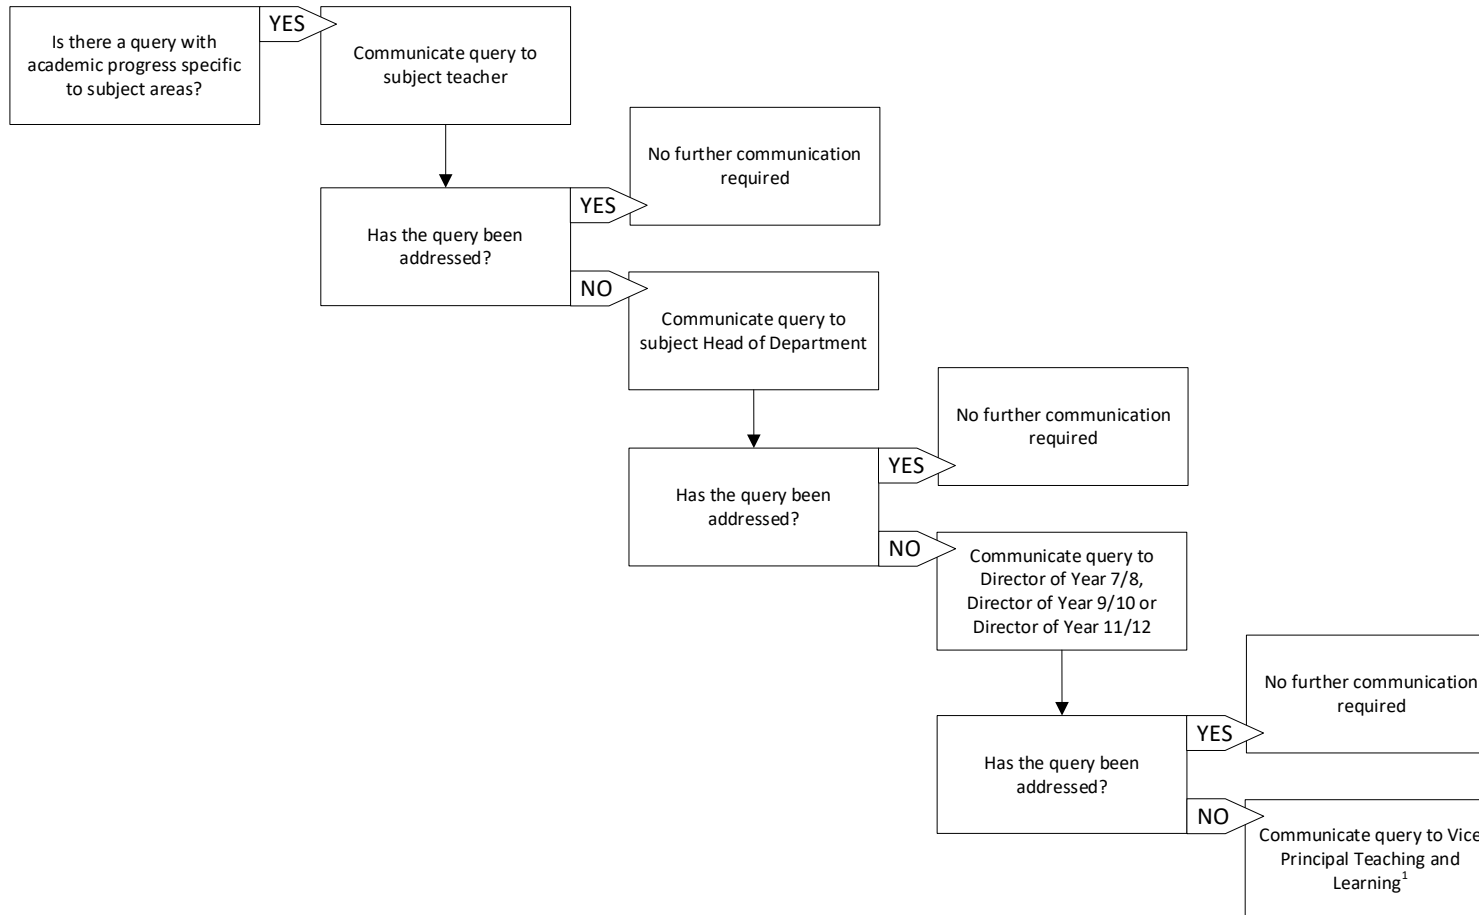 Is there a query with
academic progress specific
to subject areas?
YES
Communicate query to
subject teacher
No further communication
required
Has the query been
addressed?
YES
NO
Communicate query to
subject Head of Department
No further communication
required
Has the query been
addressed?
YES
NO
Communicate query to
Director of Year 7/8,
Director of Year 9/10 or
Director of Year 11/12
No further communication
required
Has the query been
addressed?
YES
NO
Communicate query to Vice
Principal Teaching and
Learning¹